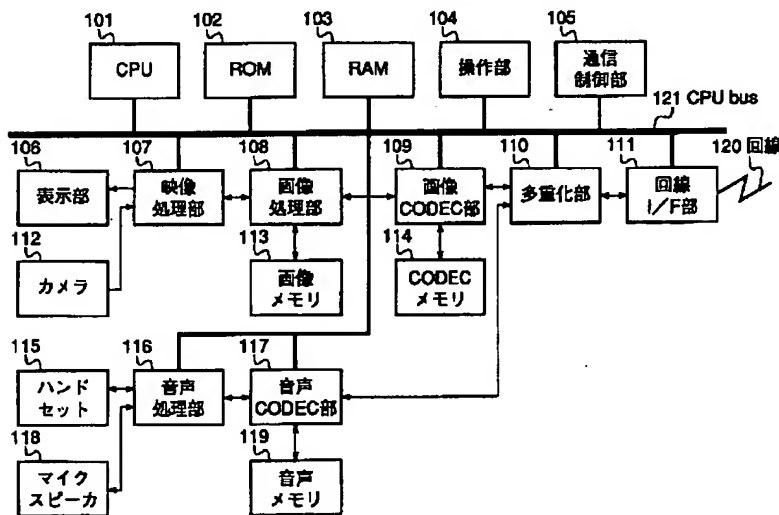 101
102
103
104
105
CPU
ROM
RAM
操作部
通信
制御部
121 CPU bus
106
107
108
109
110
111
120 回線
表示部
映像
処理部
画像
処理部
画像
CODEC部
多重化部
回線
I/F部
112
113
114
カメラ
画像
メモリ
CODEC
メモリ
115
116
117
ハンド
セット
音声
処理部
音声
CODEC部
118
119
マイク
スピーカ
音声
メモリ